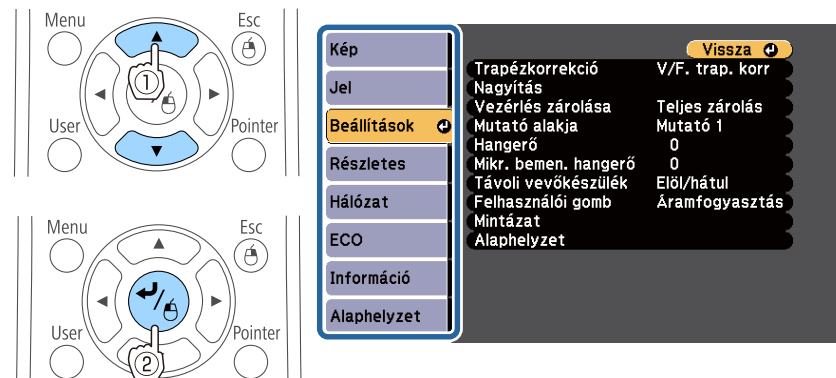 Menu
Esc
1
User
Pointer
Menu
Esc
User
Pointer
2
Kép
Jel
Beállítások
Részletes
Hálózat
ECO
Információ
Alaphelyzet
Vissza
Trapézkorrekció V/F. trap. korr
Nagyítás
Vezérlés zárolása Teljes zárolás
Mutató alakja Mutató 1
Hangerő 0
Mikr. bemen. hangerő 0
Távoli vevőkészülék Elöl/hátul
Felhasználói gomb Áramfogyasztás
Mintázat
Alaphelyzet